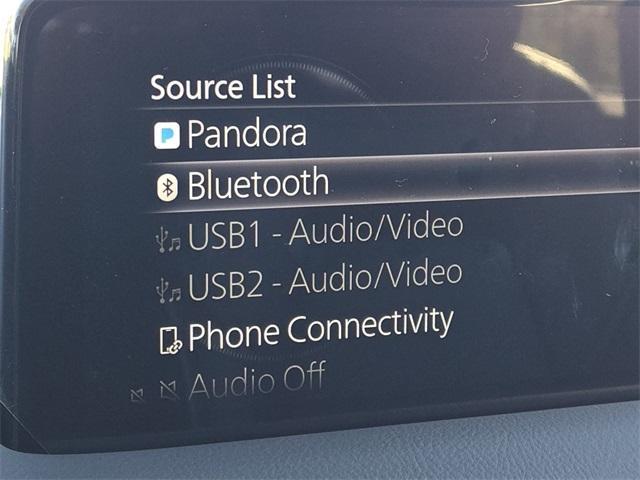 Source List
Pandora
Bluetooth
USB1 - Audio/Video
USB2 - Audio/Video
Phone Connectivity
Audio Off